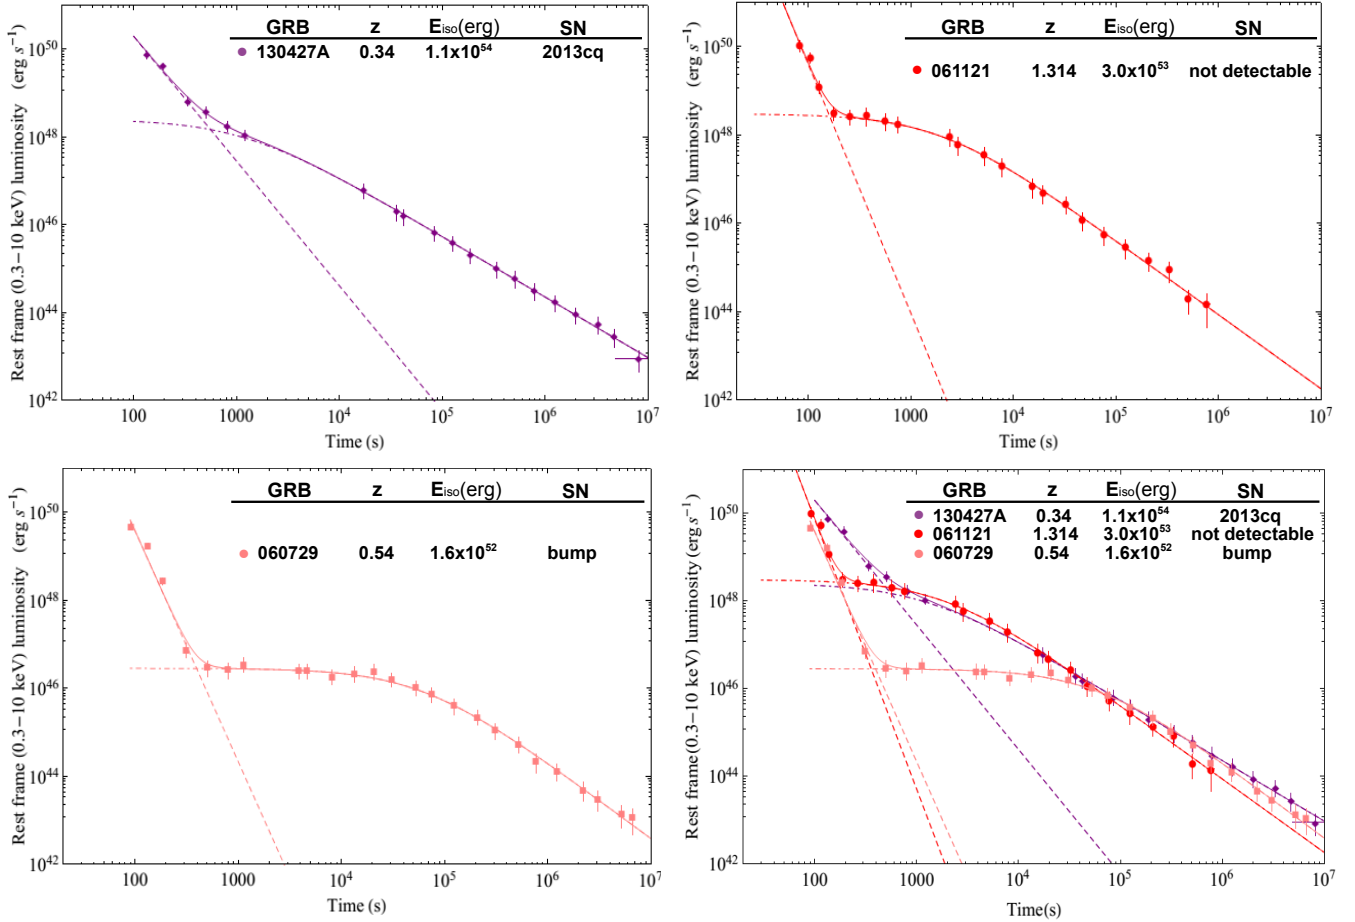 GRB z Eiso(erg) SN
130427A 0.34 1.1x10^54 2013cq
Rest frame (0.3−10 keV) luminosity (erg s^−1)
10^50
10^48
10^46
10^44
10^42
100 1000 10^4 10^5 10^6 10^7
Time (s)
GRB z Eiso(erg) SN
061121 1.314 3.0x10^53 not detectable
Rest frame (0.3−10 keV) luminosity (erg s^−1)
10^50
10^48
10^46
10^44
10^42
100 1000 10^4 10^5 10^6 10^7
Time (s)
GRB z Eiso(erg) SN
060729 0.54 1.6x10^52 bump
Rest frame (0.3−10 keV) luminosity (erg s^−1)
10^50
10^48
10^46
10^44
10^42
100 1000 10^4 10^5 10^6 10^7
Time (s)
GRB z Eiso(erg) SN
130427A 0.34 1.1x10^54 2013cq
061121 1.314 3.0x10^53 not detectable
060729 0.54 1.6x10^52 bump
Rest frame(0.3−10 keV) luminosity (erg s^−1)
10^50
10^48
10^46
10^44
10^42
100 1000 10^4 10^5 10^6 10^7
Time(s)